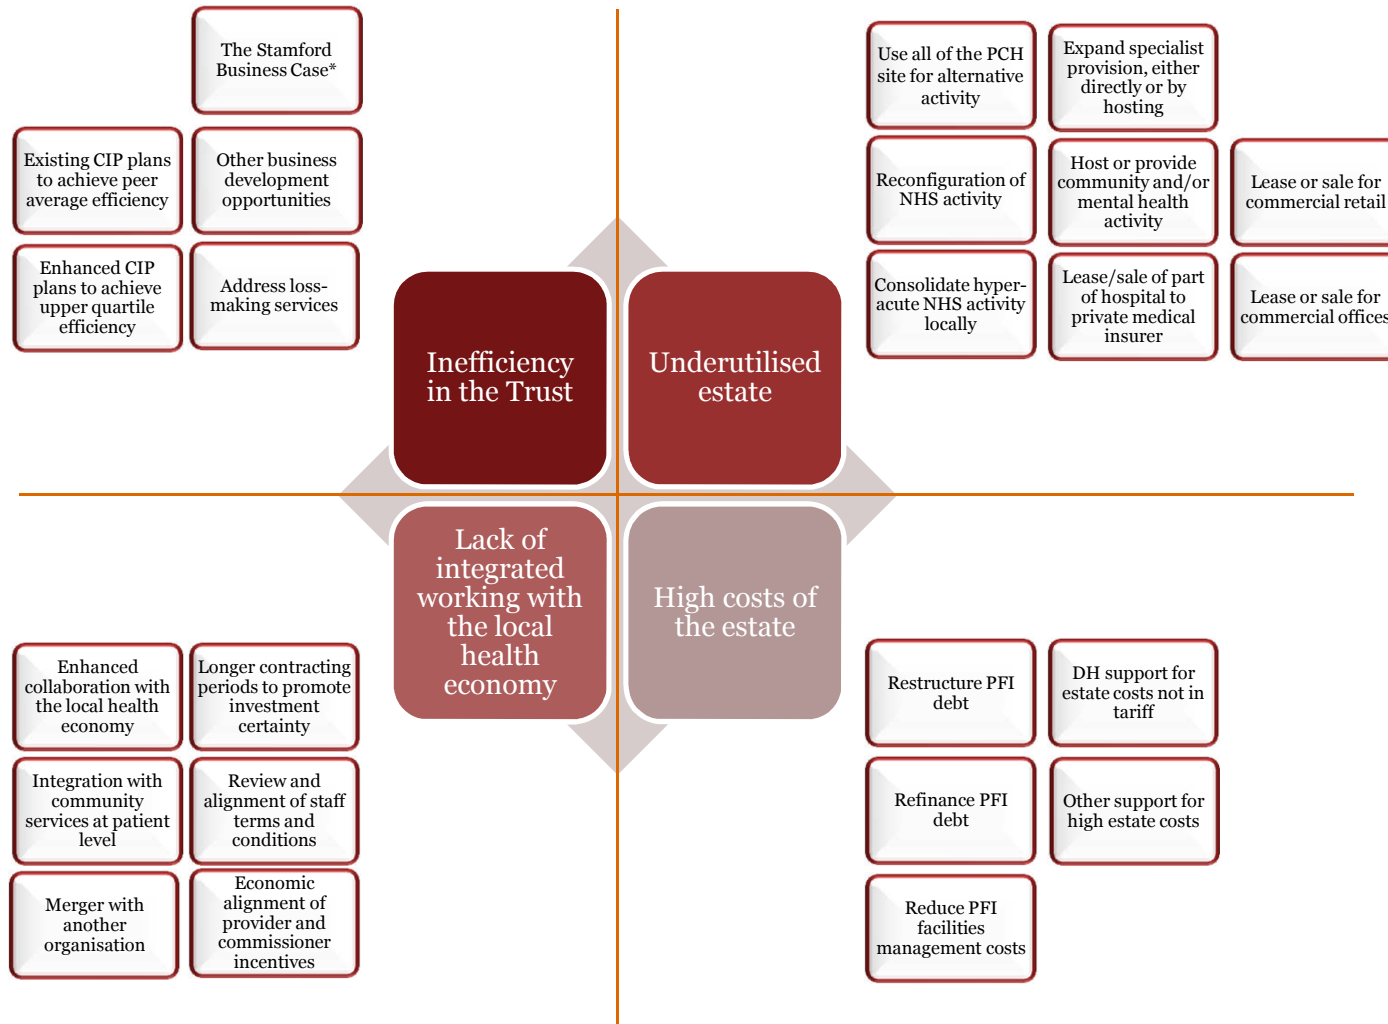 The Stamford
Business Case*
Existing CIP plans
to achieve peer
average efficiency
Other business
development
opportunities
Enhanced CIP
plans to achieve
upper quartile
efficiency
Address loss-
making services
Use all of the PCH
site for alternative
activity
Expand specialist
provision, either
directly or by
hosting
Reconfiguration of
NHS activity
Host or provide
community and/or
mental health
activity
Lease or sale for
commercial retail
Consolidate hyper-
acute NHS activity
locally
Lease/sale of part
of hospital to
private medical
insurer
Lease or sale for
commercial offices
Inefficiency
in the Trust
Underutilised
estate
Lack of
integrated
working with
the local
health
economy
High costs of
the estate
Enhanced
collaboration with
the local health
economy
Longer contracting
periods to promote
investment
certainty
Integration with
community
services at patient
level
Review and
alignment of staff
terms and
conditions
Merger with
another
organisation
Economic
alignment of
provider and
commissioner
incentives
Restructure PFI
debt
DH support for
estate costs not in
tariff
Refinance PFI
debt
Other support for
high estate costs
Reduce PFI
facilities
management costs